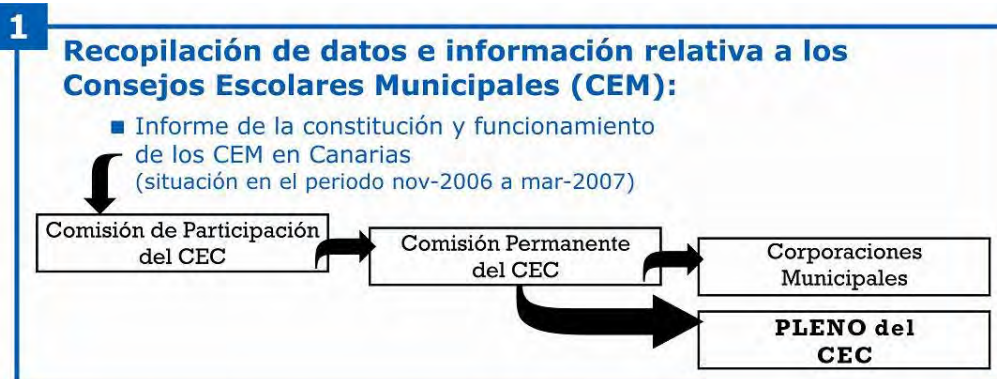 1
Recopilación de datos e información relativa a los
Consejos Escolares Municipales (CEM):
Informe de la constitución y funcionamiento
de los CEM en Canarias
(situación en el periodo nov-2006 a mar-2007)
Comisión de Participación
del CEC
Comisión Permanente
del CEC
Corporaciones
Municipales
PLENO del
CEC